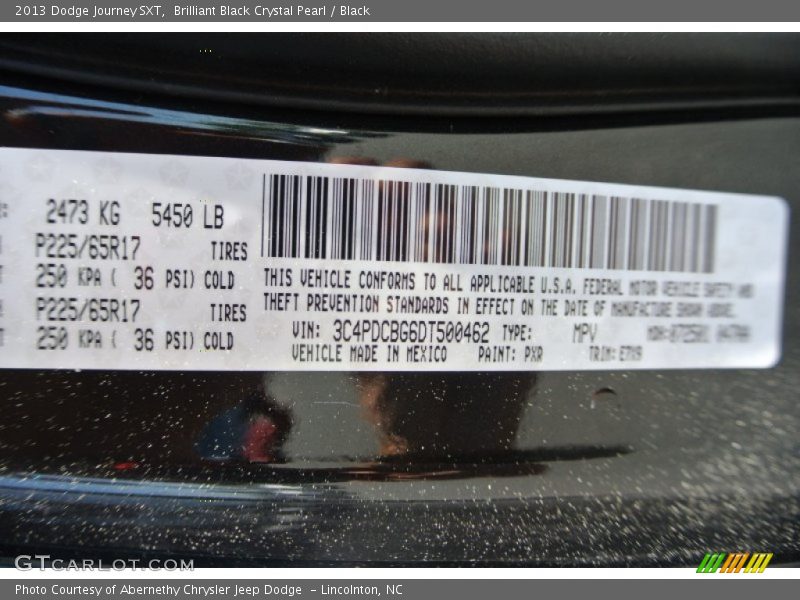 2013 Dodge Journey SXT, Brilliant Black Crystal Pearl / Black
2473 KG 5450 LB
P225/65R17 TIRES
250 KPA ( 36 PSI) COLD
P225/65R17 TIRES
250 KPA ( 36 PSI) COLD
THIS VEHICLE CONFORMS TO ALL APPLICABLE U.S.A. FEDERAL MOTOR VEHICLE SAFETY AND
THEFT PREVENTION STANDARDS IN EFFECT ON THE DATE OF MANUFACTURE SHOWN ABOVE.
VIN: 3C4PDCBG6DT500462 TYPE: MPV
VEHICLE MADE IN MEXICO PAINT: PXR TRIM:
GTCARLOT.COM
Photo Courtesy of Abernethy Chrysler Jeep Dodge - Lincolnton, NC